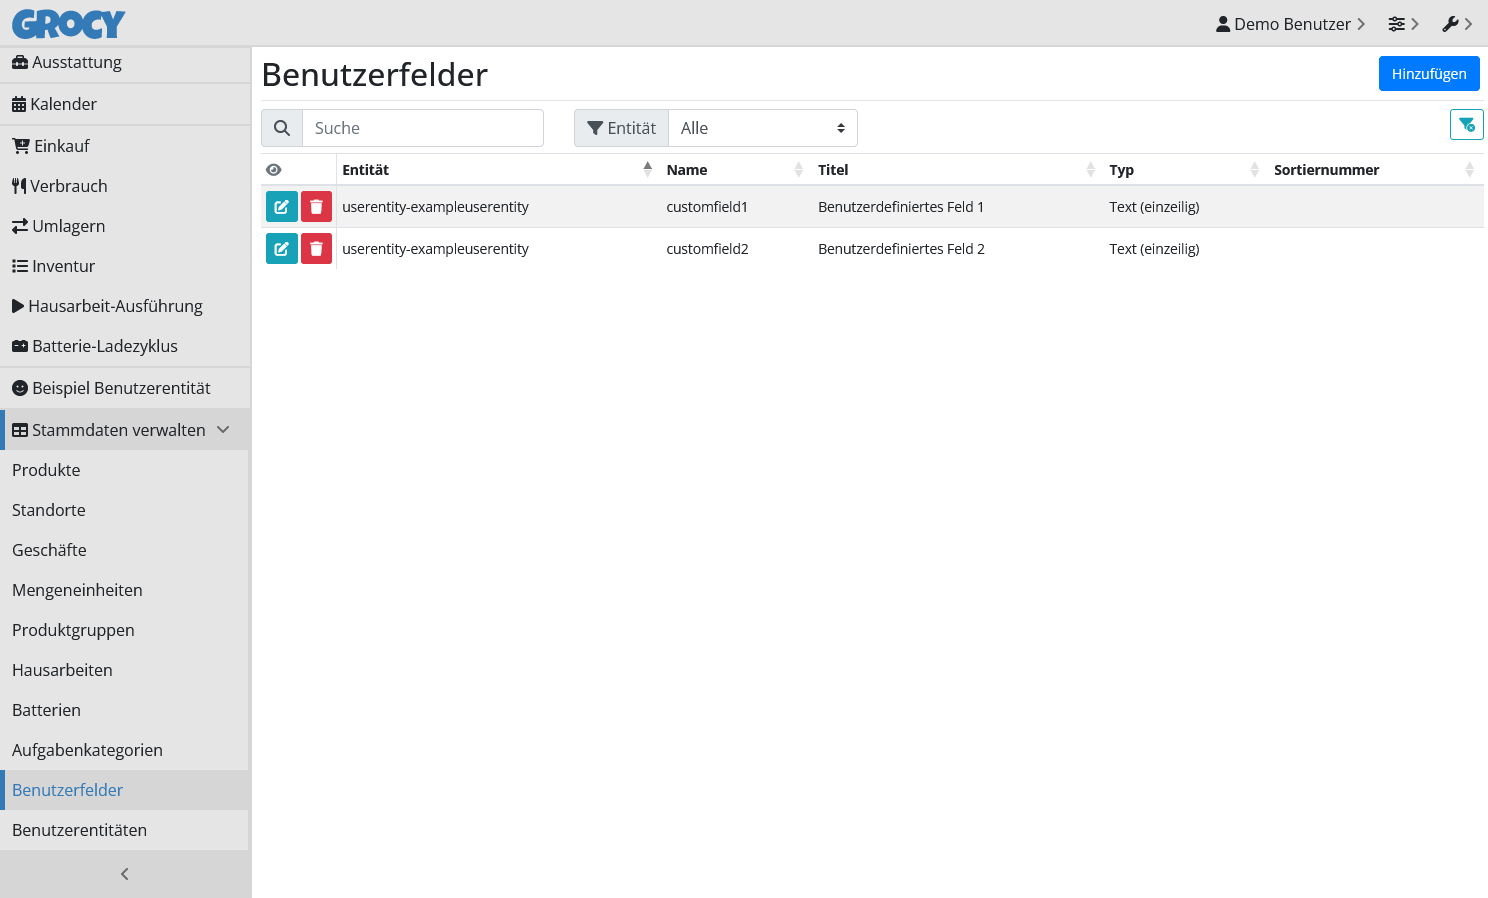 GROCY
Demo Benutzer
Ausstattung
Kalender
Einkauf
Verbrauch
Umlagern
Inventur
Hausarbeit-Ausführung
Batterie-Ladezyklus
Beispiel Benutzerentität
Stammdaten verwalten
Produkte
Standorte
Geschäfte
Mengeneinheiten
Produktgruppen
Hausarbeiten
Batterien
Aufgabenkategorien
Benutzerfelder
Benutzerentitäten
Benutzerfelder
Hinzufügen
Suche
Entität Alle
Entität Name Titel Typ Sortiernummer
userentity-exampleuserentity customfield1 Benutzerdefiniertes Feld 1 Text (einzeilig)
userentity-exampleuserentity customfield2 Benutzerdefiniertes Feld 2 Text (einzeilig)